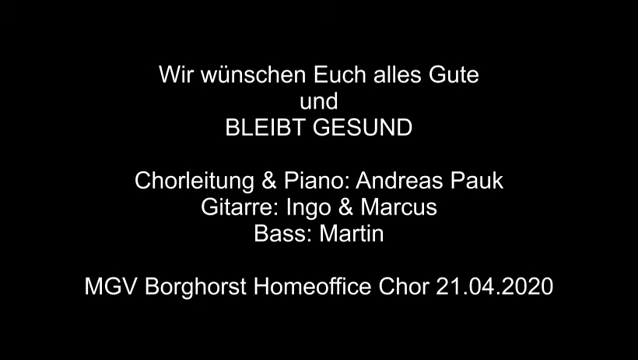 Wir wünschen Euch alles Gute
und
BLEIBT GESUND
Chorleitung & Piano: Andreas Pauk
Gitarre: Ingo & Marcus
Bass: Martin
MGV Borghorst Homeoffice Chor 21.04.2020